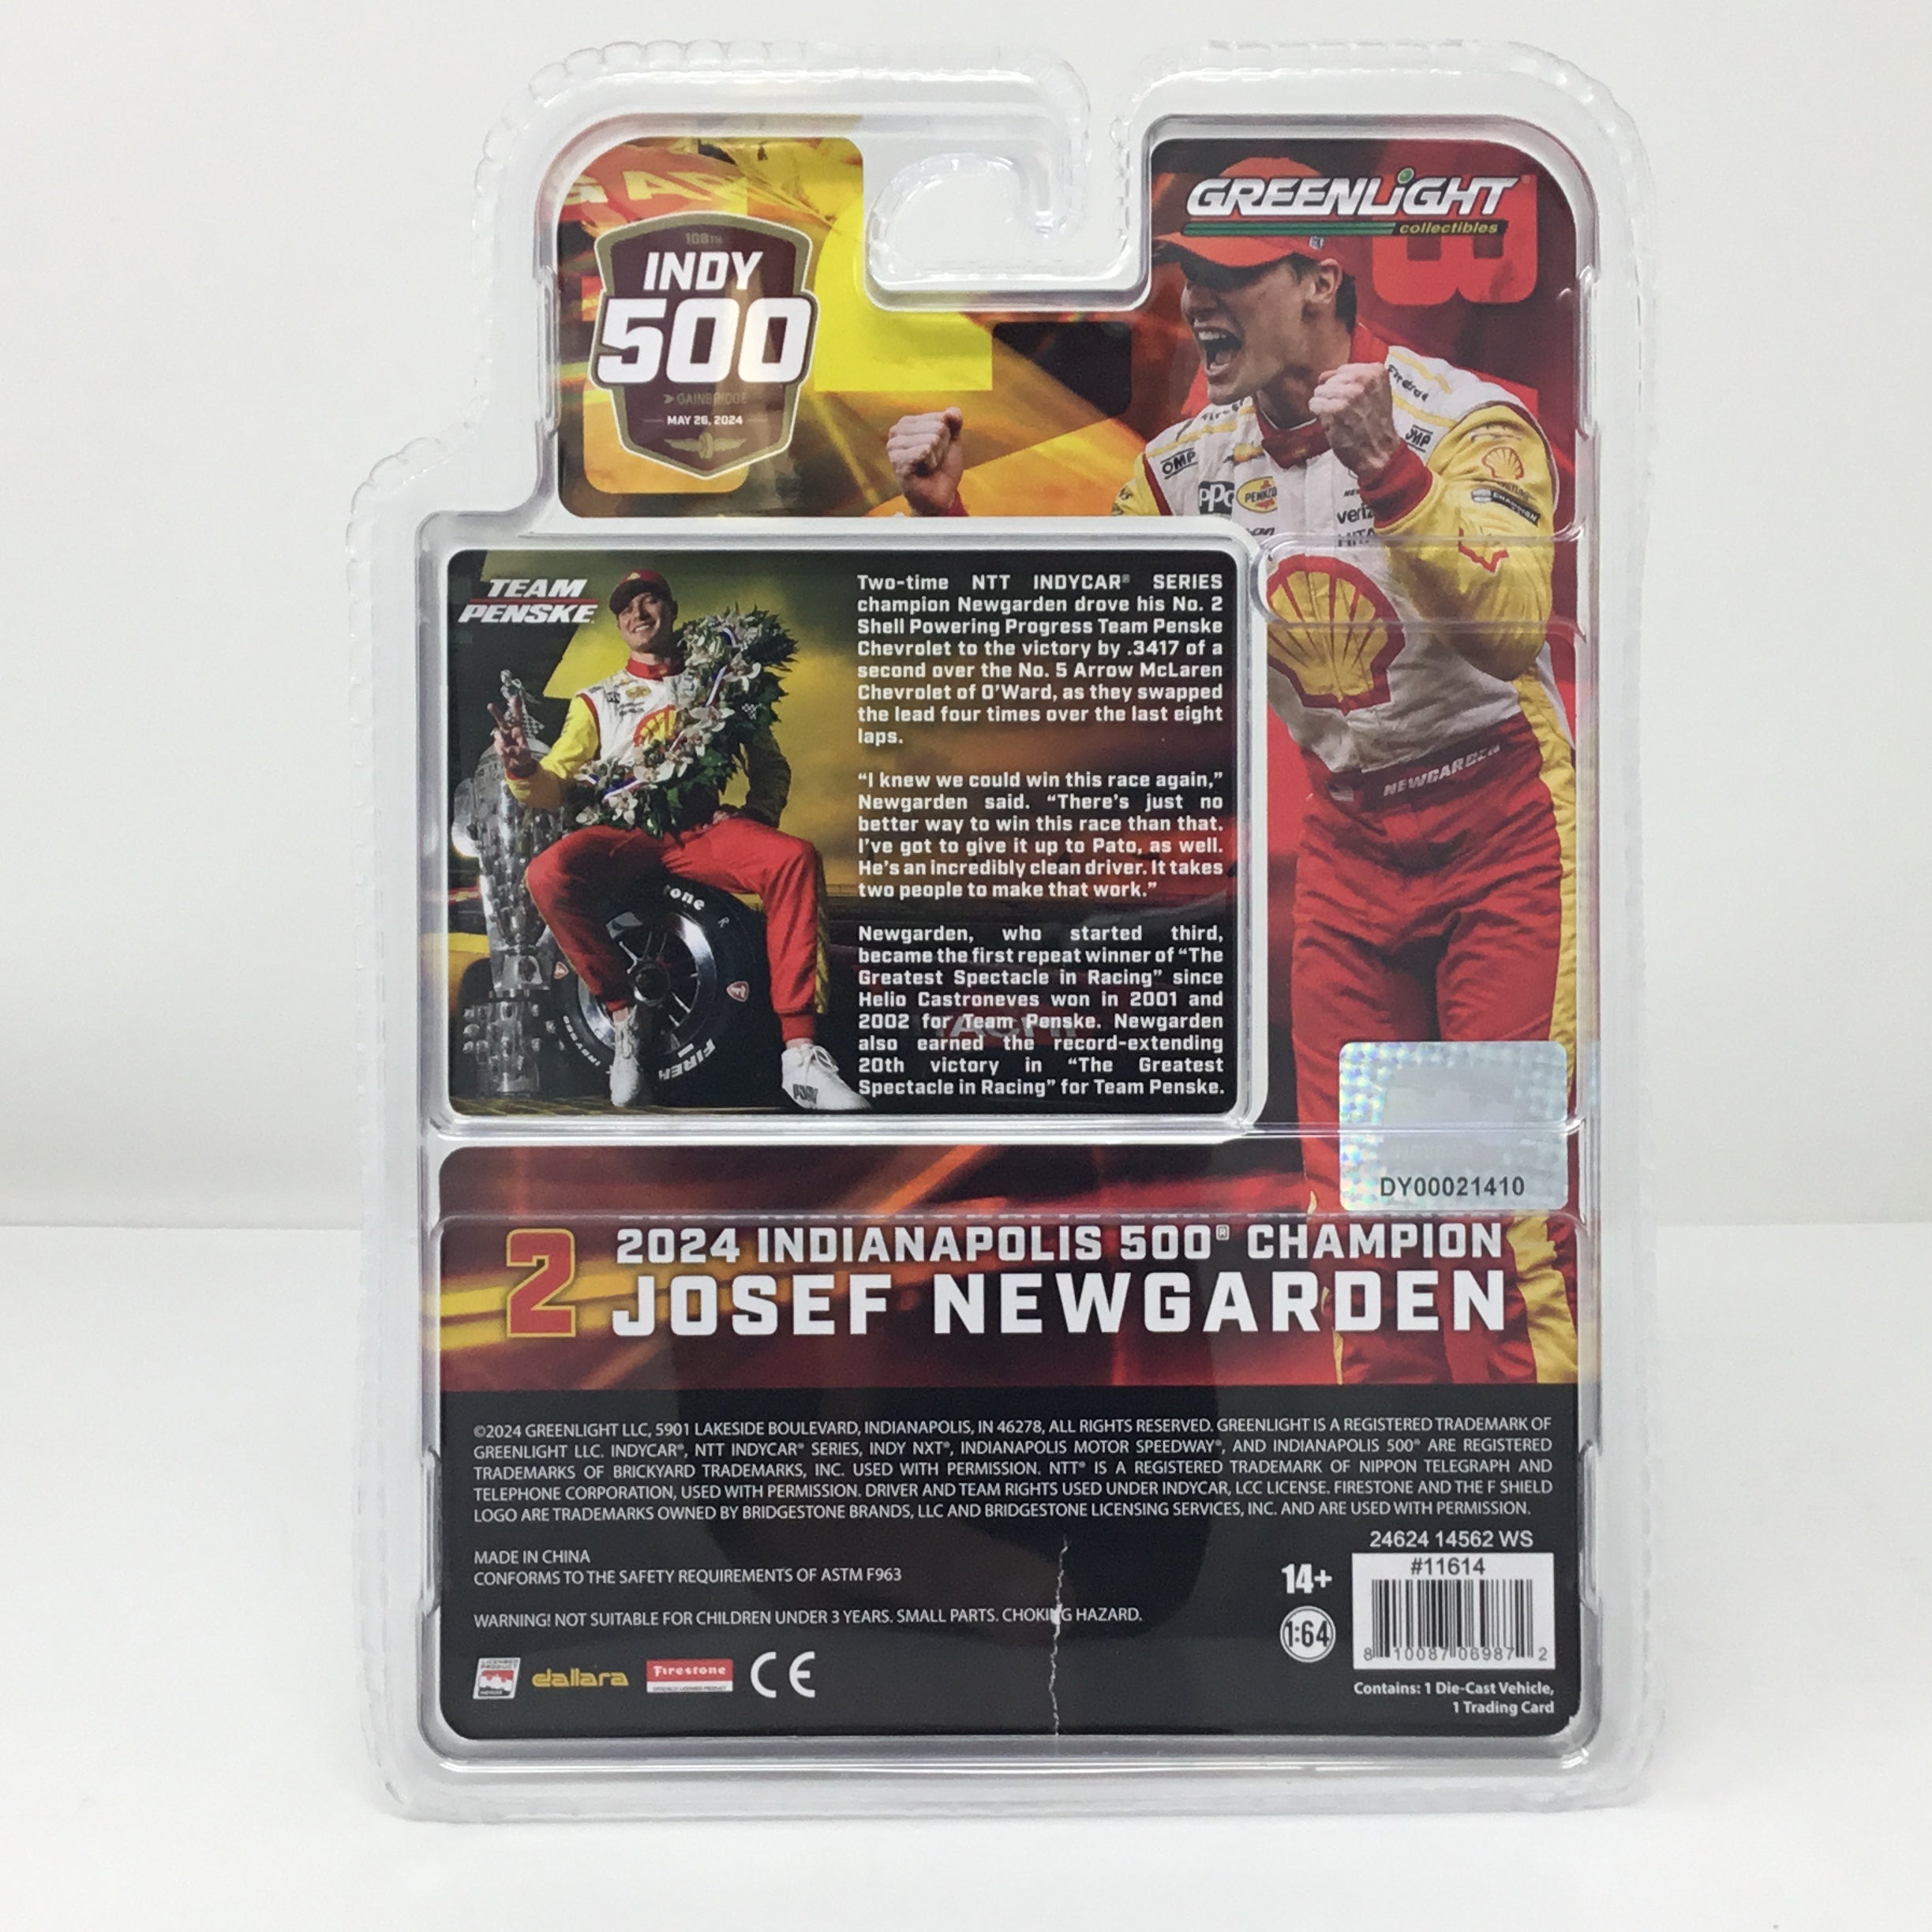 108TH
INDY
500
GAINBRIDGE
MAY 26, 2024
GREENLiGHT
collectibles
Firestone
OMP
OMP
PPG
PENNZOIL
verizon
NEWGARDEN
TEAM
PENSKE
Two-time NTT INDYCAR® SERIES
champion Newgarden drove his No. 2
Shell Powering Progress Team Penske
Chevrolet to the victory by .3417 of a
second over the No. 5 Arrow McLaren
Chevrolet of O'Ward, as they swapped
the lead four times over the last eight
laps.
“I knew we could win this race again,”
Newgarden said. “There's just no
better way to win this race than that.
I've got to give it up to Pato, as well.
He's an incredibly clean driver. It takes
two people to make that work.”
Newgarden, who started third,
became the first repeat winner of “The
Greatest Spectacle in Racing” since
Helio Castroneves won in 2001 and
2002 for Team Penske. Newgarden
also earned the record-extending
20th victory in “The Greatest
Spectacle in Racing” for Team Penske.
DY00021410
2 2024 INDIANAPOLIS 500® CHAMPION
JOSEF NEWGARDEN
©2024 GREENLIGHT LLC, 5901 LAKESIDE BOULEVARD, INDIANAPOLIS, IN 46278, ALL RIGHTS RESERVED. GREENLIGHT IS A REGISTERED TRADEMARK OF
GREENLIGHT LLC. INDYCAR®, NTT INDYCAR® SERIES, INDY NXT®, INDIANAPOLIS MOTOR SPEEDWAY®, AND INDIANAPOLIS 500® ARE REGISTERED
TRADEMARKS OF BRICKYARD TRADEMARKS, INC. USED WITH PERMISSION. NTT® IS A REGISTERED TRADEMARK OF NIPPON TELEGRAPH AND
TELEPHONE CORPORATION, USED WITH PERMISSION. DRIVER AND TEAM RIGHTS USED UNDER INDYCAR, LCC LICENSE. FIRESTONE AND THE F SHIELD
LOGO ARE TRADEMARKS OWNED BY BRIDGESTONE BRANDS, LLC AND BRIDGESTONE LICENSING SERVICES, INC. AND ARE USED WITH PERMISSION.
MADE IN CHINA
CONFORMS TO THE SAFETY REQUIREMENTS OF ASTM F963
WARNING! NOT SUITABLE FOR CHILDREN UNDER 3 YEARS. SMALL PARTS. CHOKING HAZARD.
LICENSED
PRODUCT
dallara
Firestone
OFFICIALLY LICENSED PRODUCT
CE
14+
1:64
24624 14562 WS
#11614
8 10087 06987 2
Contains: 1 Die-Cast Vehicle,
1 Trading Card